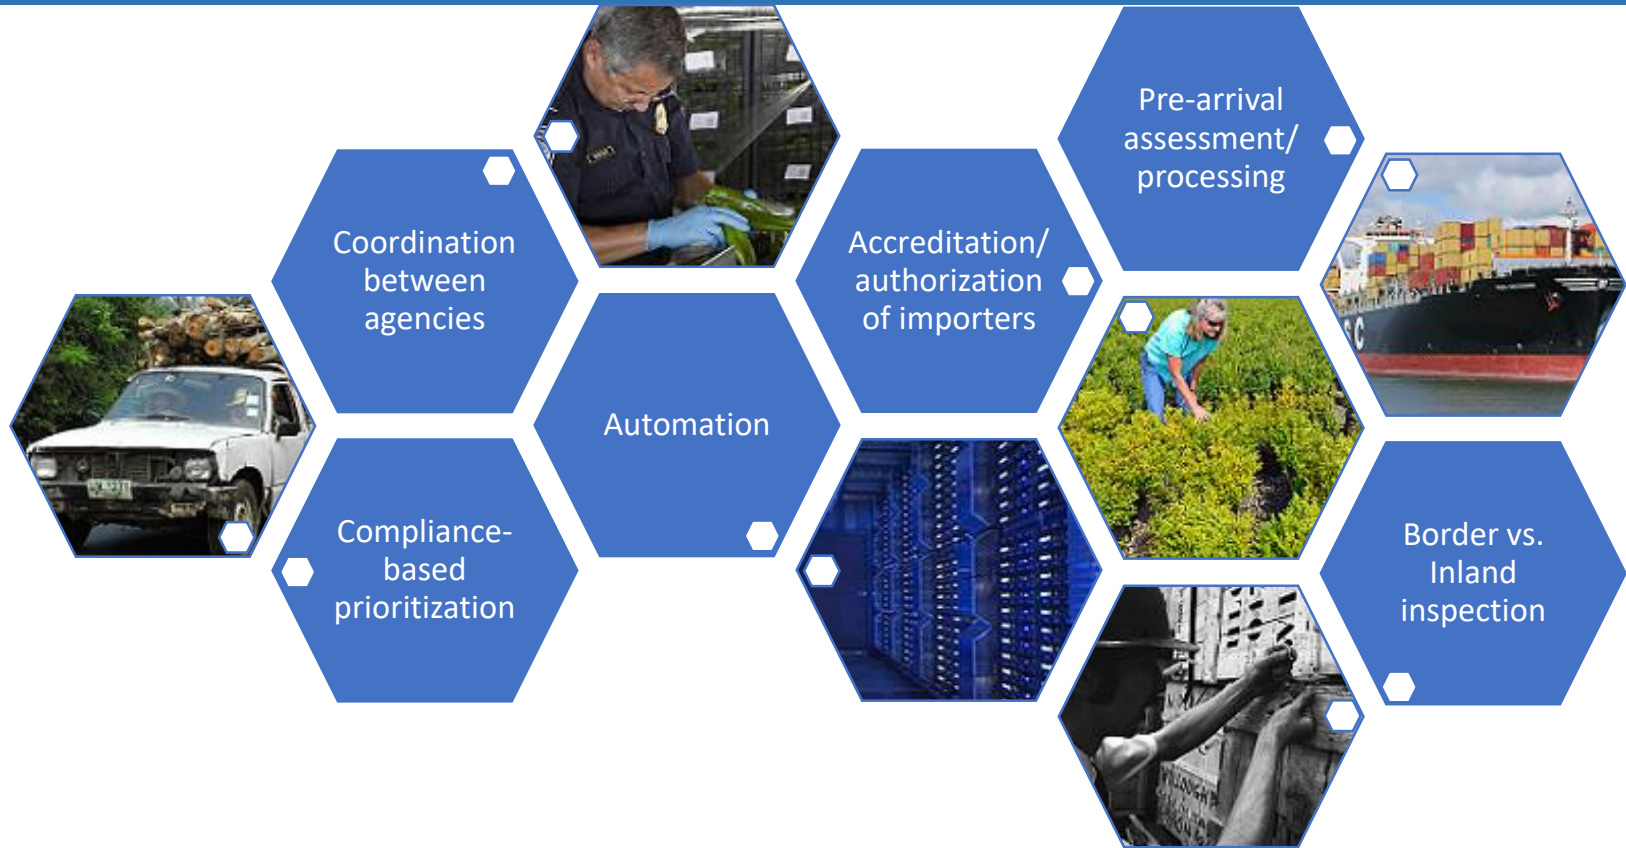 Pre-arrival
assessment/
processing
Coordination
between
agencies
Accreditation/
authorization
of importers
Automation
Compliance-
based
prioritization
Border vs.
Inland
inspection